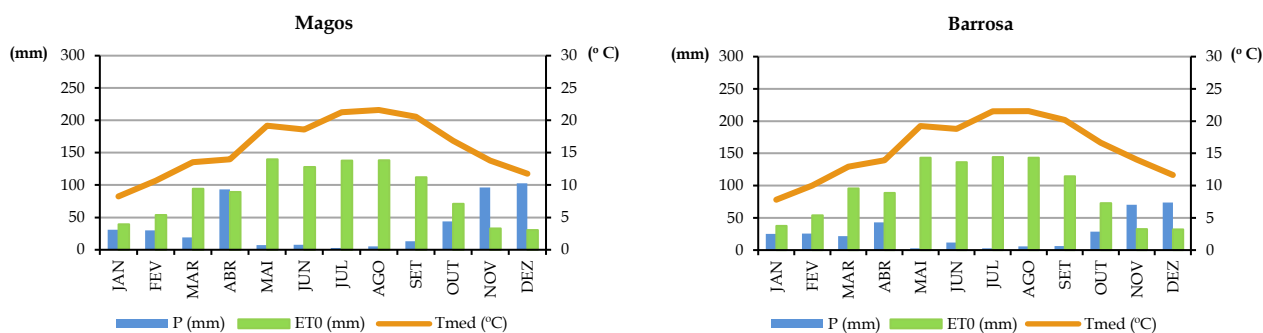 Magos
(mm)
(º C)
300
250
200
150
100
50
0
30
25
20
15
10
5
0
JAN
FEV
MAR
ABR
MAI
JUN
JUL
AGO
SET
OUT
NOV
DEZ
P (mm)
ET0 (mm)
Tmed (ºC)
Barrosa
(mm)
(º C)
300
250
200
150
100
50
0
30
25
20
15
10
5
0
JAN
FEV
MAR
ABR
MAI
JUN
JUL
AGO
SET
OUT
NOV
DEZ
P (mm)
ET0 (mm)
Tmed (ºC)